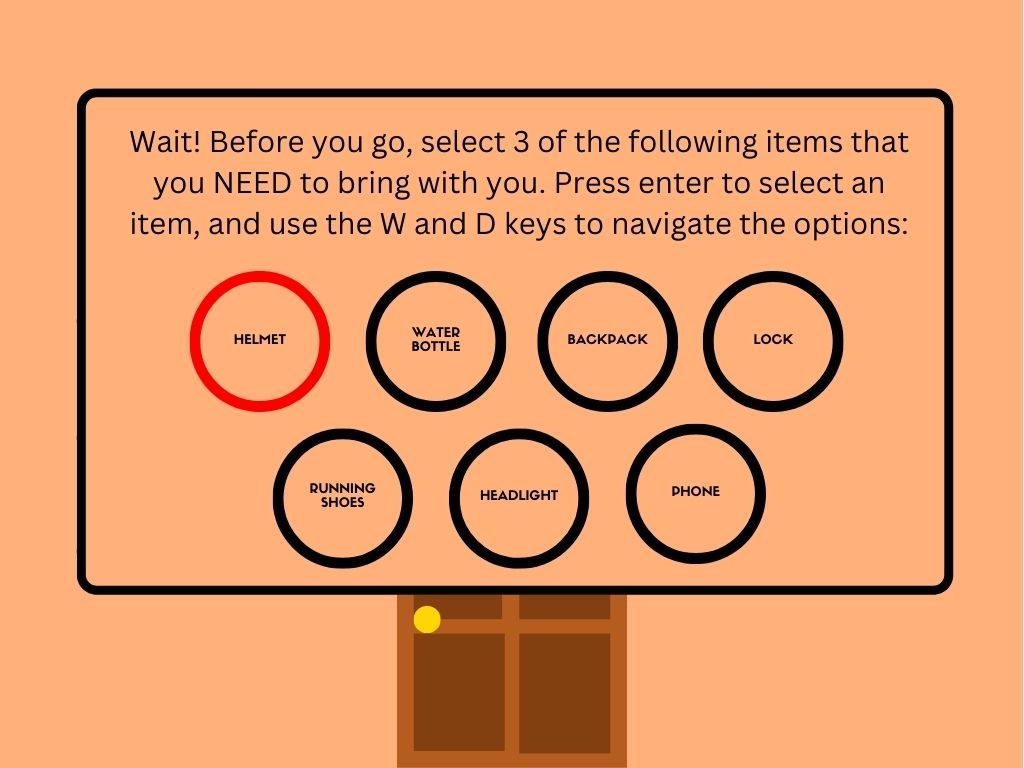 Wait! Before you go, select 3 of the following items that
you NEED to bring with you. Press enter to select an
item, and use the W and D keys to navigate the options:
HELMET
WATER
BOTTLE
BACKPACK
LOCK
RUNNING
SHOES
HEADLIGHT
PHONE